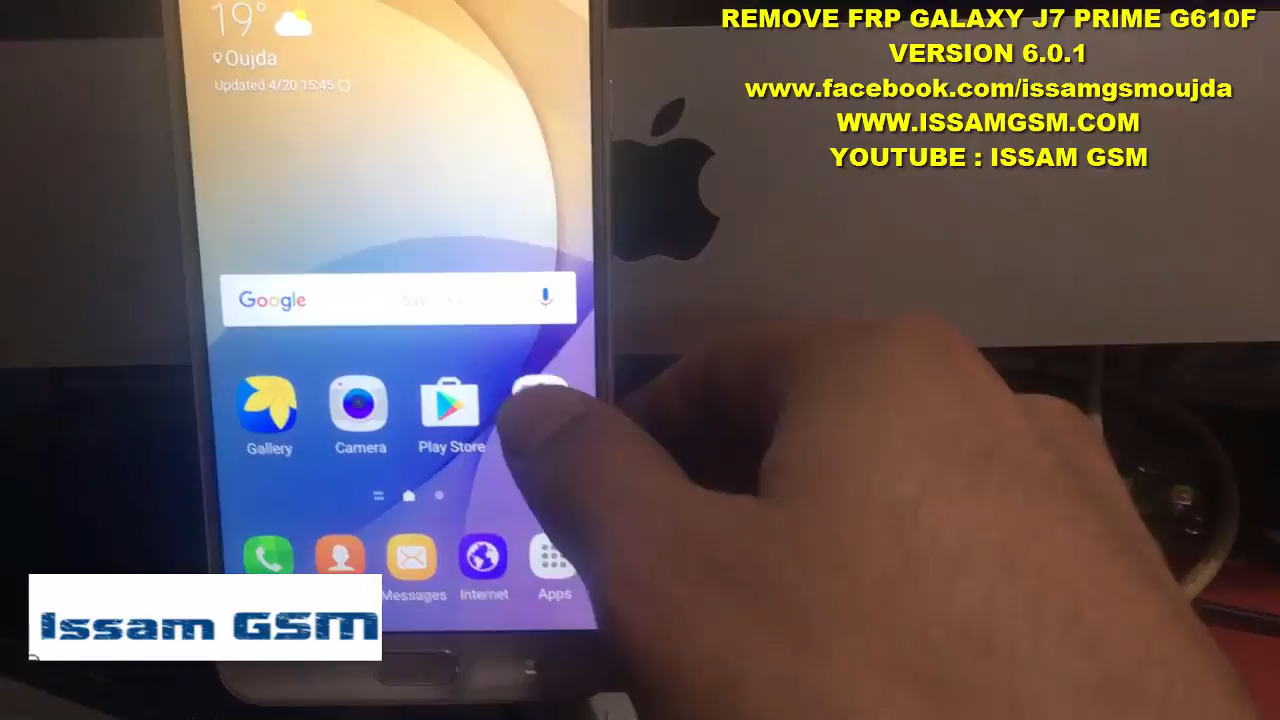 REMOVE FRP GALAXY J7 PRIME G610F
VERSION 6.0.1
www.facebook.com/issamgsmoujda
WWW.ISSAMGSM.COM
YOUTUBE : ISSAM GSM
19°
Oujda
Updated 4/20 15:45
Google
Gallery
Camera
Play Store
Messages
Internet
Apps
Issam GSM